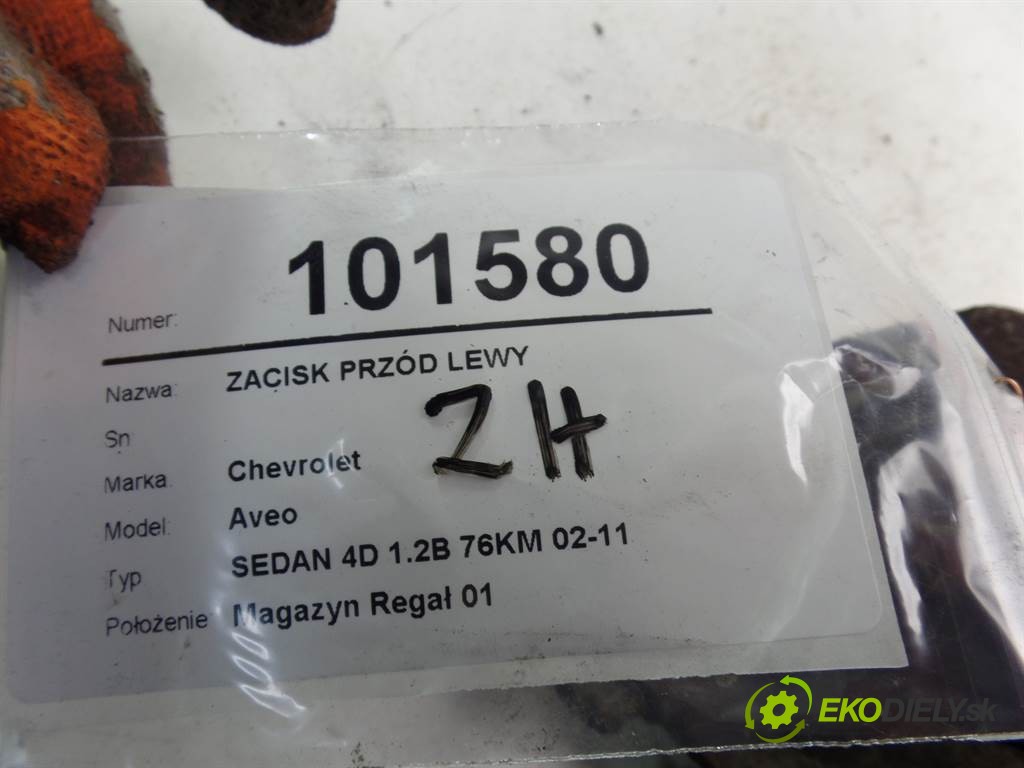 Numer: 101580
Nazwa: ZACISK PRZÓD LEWY
Sn:
ZH
Marka: Chevrolet
Model: Aveo
Typ SEDAN 4D 1.2B 76KM 02-11
Położenie Magazyn Regał 01
EKODIELY.sk